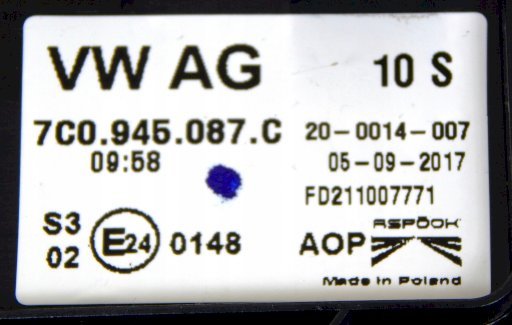 VW AG 10 S
7C0.945.087.C 20-0014-007
09:58 05-09-2017
FD211007771
S3
02 E24 0148 AOP ASPÖCK
Made in Poland